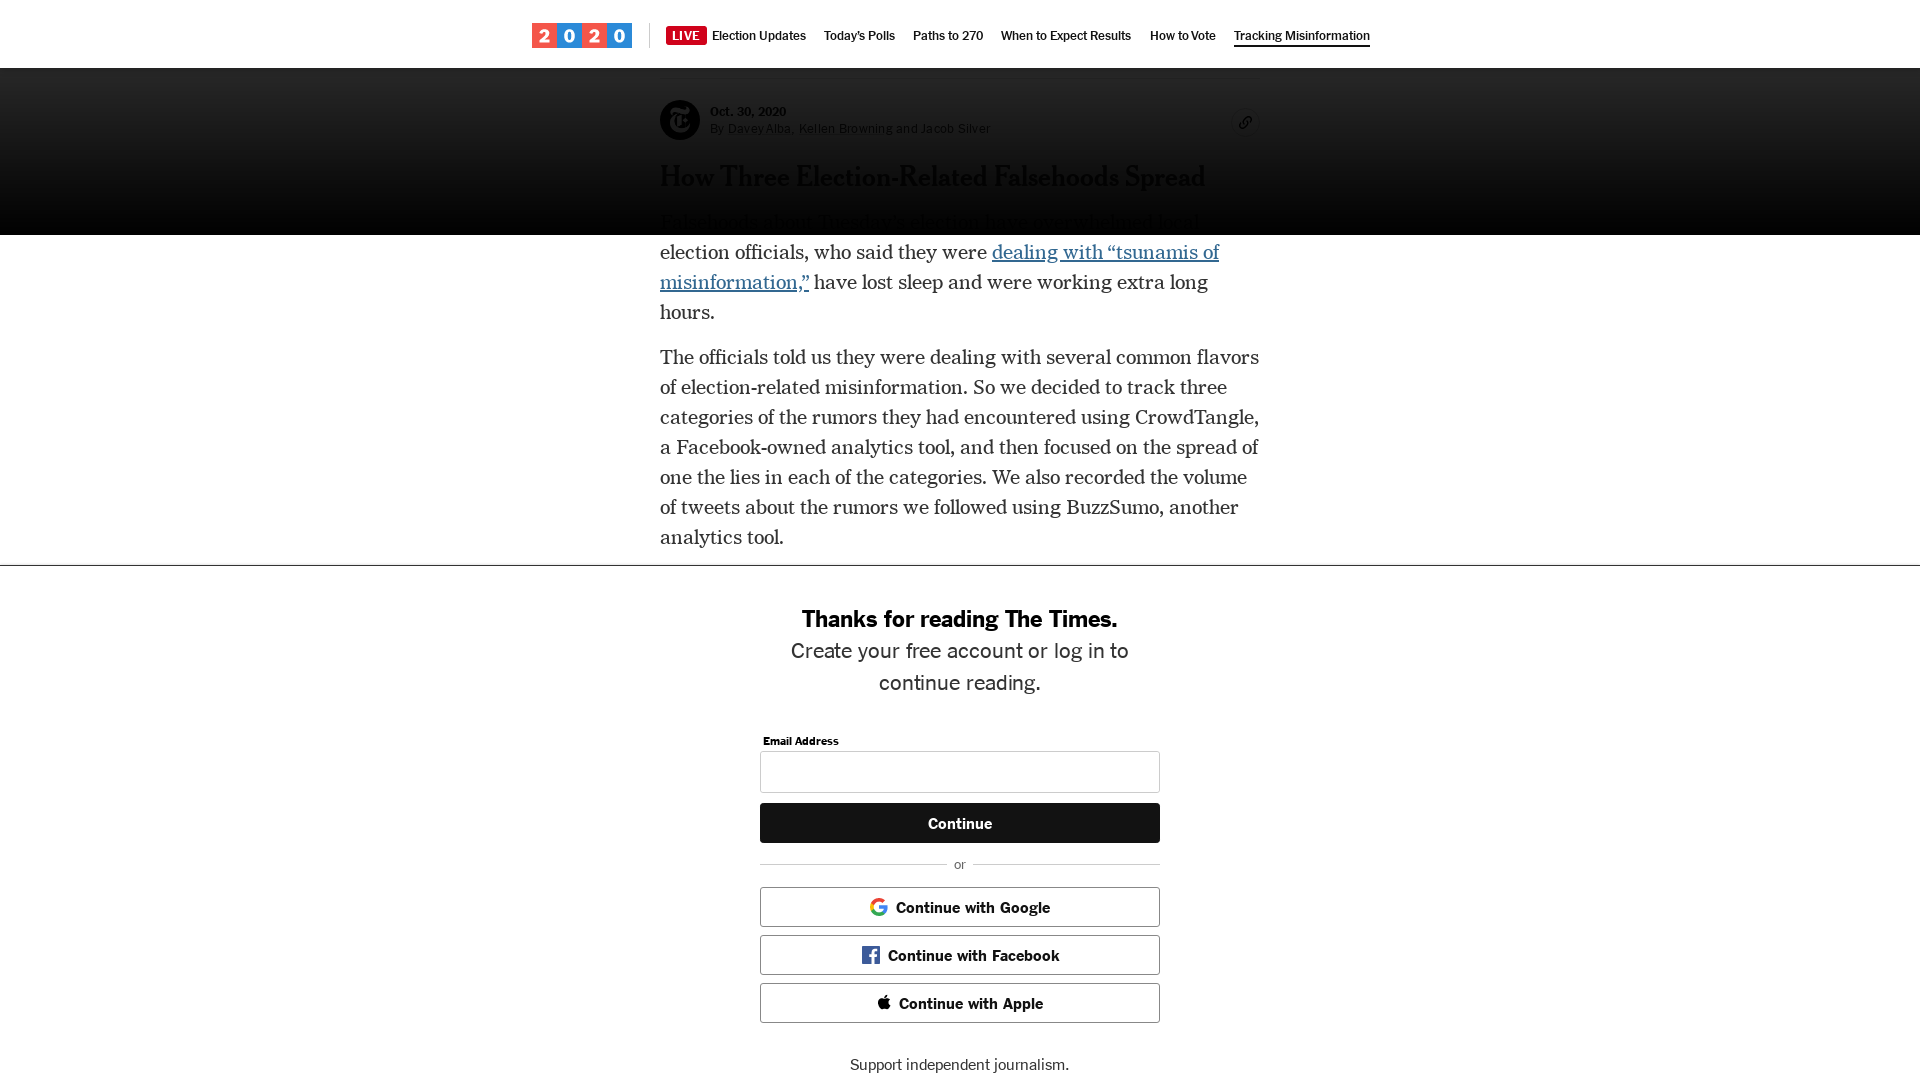 2020
LIVE Election Updates Today's Polls Paths to 270 When to Expect Results How to Vote Tracking Misinformation
Oct. 30, 2020
By Davey Alba, Kellen Browning and Jacob Silver
How Three Election-Related Falsehoods Spread
election officials, who said they were dealing with “tsunamis of
misinformation,” have lost sleep and were working extra long
hours.
The officials told us they were dealing with several common flavors
of election-related misinformation. So we decided to track three
categories of the rumors they had encountered using CrowdTangle,
a Facebook-owned analytics tool, and then focused on the spread of
one the lies in each of the categories. We also recorded the volume
of tweets about the rumors we followed using BuzzSumo, another
analytics tool.
Thanks for reading The Times.
Create your free account or log in to
continue reading.
Email Address
Continue
or
Continue with Google
Continue with Facebook
Continue with Apple
Support independent journalism.